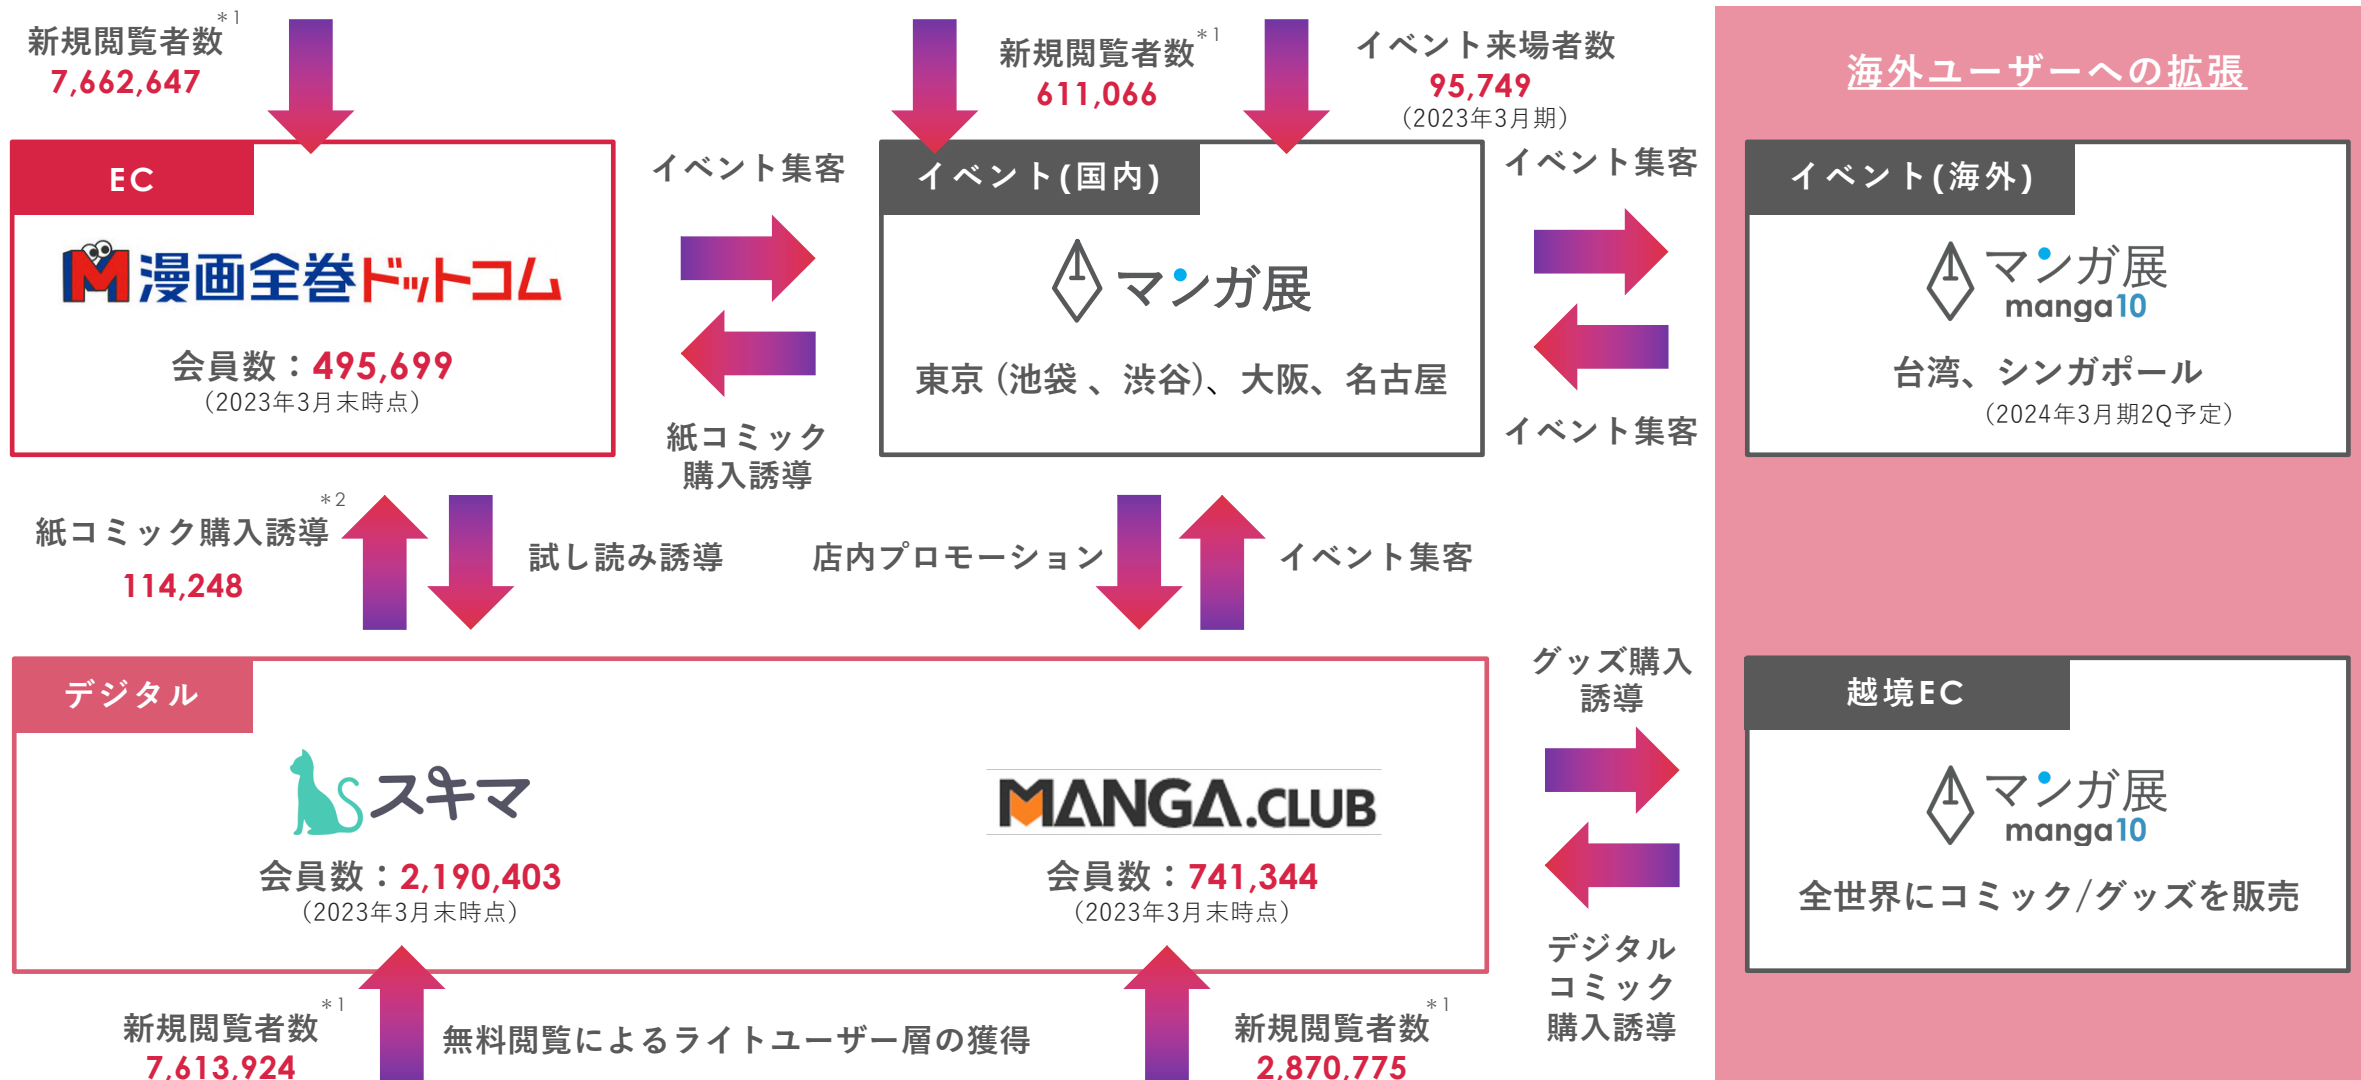 新規閲覧者数*1
7,662,647
新規閲覧者数*1
611,066
イベント来場者数
95,749
（2023年3月期）
海外ユーザーへの拡張
EC
漫画全巻ドットコム
会員数：495,699
（2023年3月末時点）
イベント集客
紙コミック
購入誘導
イベント(国内)
マンガ展
東京 (池袋 、渋谷)、大阪、名古屋
イベント集客
イベント集客
イベント(海外)
マンガ展
manga10
台湾、シンガポール
（2024年3月期2Q予定）
紙コミック購入誘導*2
114,248
試し読み誘導
店内プロモーション
イベント集客
デジタル
スキマ
会員数：2,190,403
（2023年3月末時点）
MANGA.CLUB
会員数：741,344
（2023年3月末時点）
グッズ購入
誘導
デジタル
コミック
購入誘導
越境EC
マンガ展
manga10
全世界にコミック/グッズを販売
新規閲覧者数*1
7,613,924
無料閲覧によるライトユーザー層の獲得
新規閲覧者数*1
2,870,775